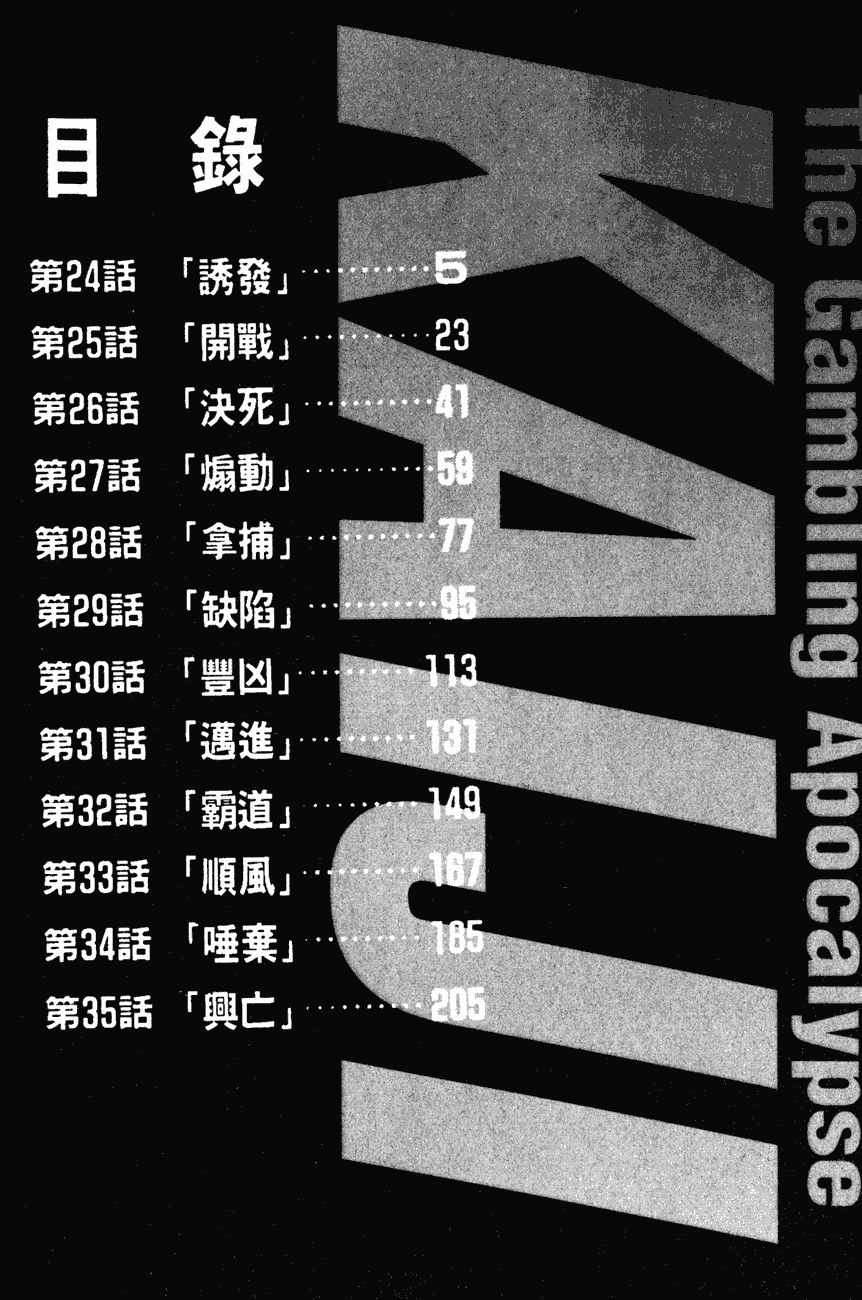 目 錄
第24話 「誘發」 5
第25話 「開戰」 23
第26話 「決死」 41
第27話 「煽動」 59
第28話 「拿捕」 77
第29話 「缺陷」 95
第30話 「豐凶」 113
第31話 「邁進」 131
第32話 「霸道」 149
第33話 「順風」 167
第34話 「唾棄」 185
第35話 「興亡」 205
KAIJI
The Gambling Apocalypse